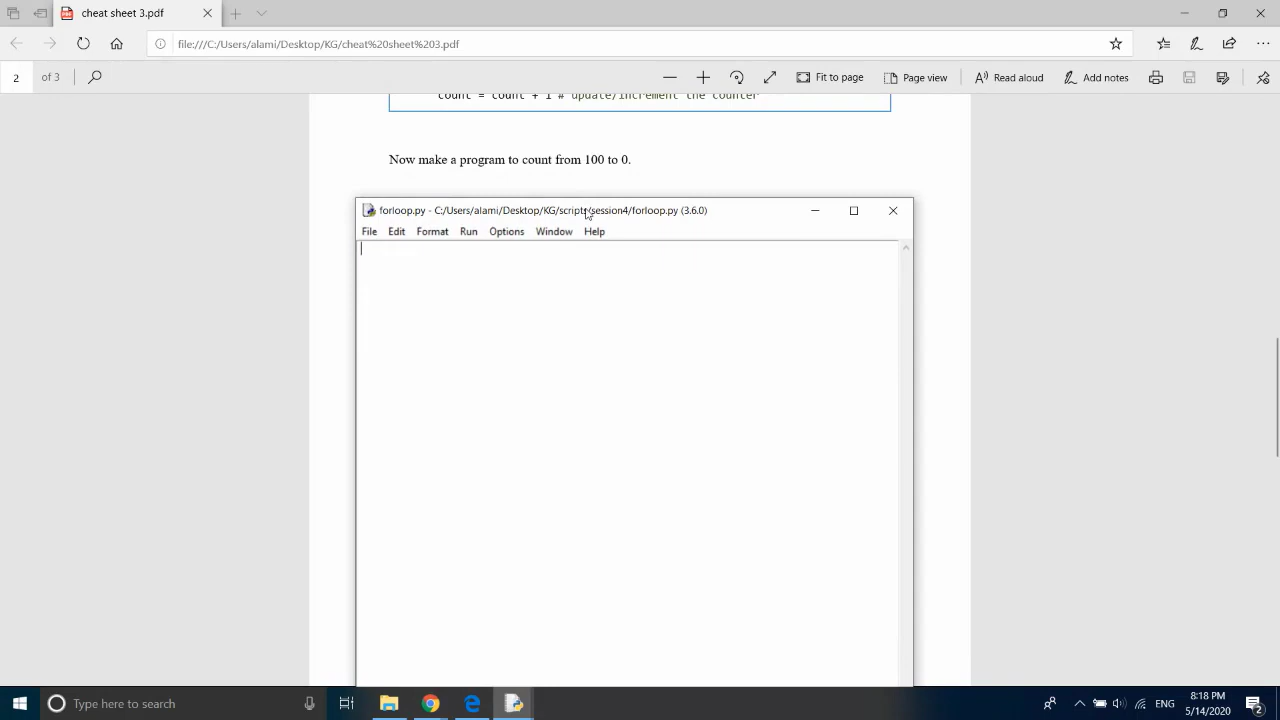 cheat sheet 3.pdf
file:///C:/Users/alami/Desktop/KG/cheat%20sheet%203.pdf
2 of 3
Fit to page
Page view
Read aloud
Add notes
count = count + 1 # update/increment the counter
Now make a program to count from 100 to 0.
forloop.py - C:/Users/alami/Desktop/KG/scripts/session4/forloop.py (3.6.0)
File Edit Format Run Options Window Help
Type here to search
ENG
8:18 PM
5/14/2020
2